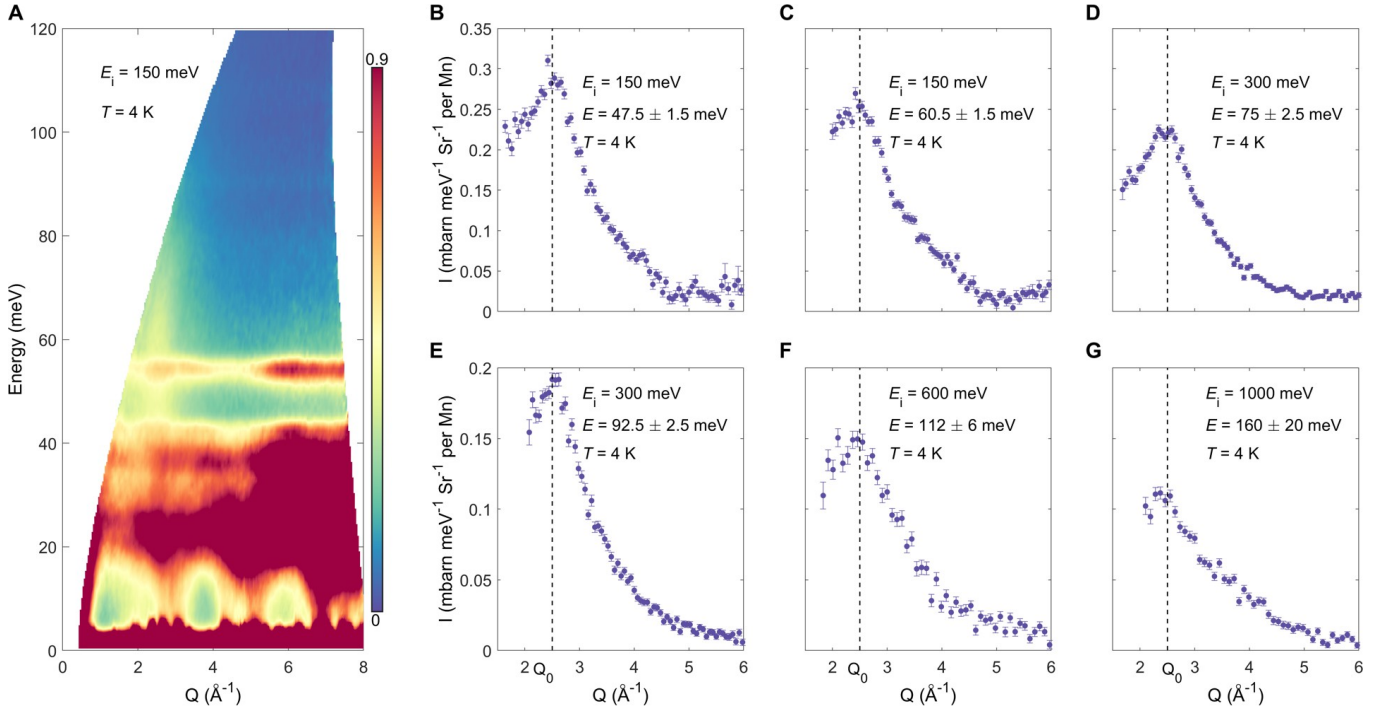 A
120
100
80
60
40
20
0
Energy (meV)
0
2
4
6
8
Q (Å⁻¹)
E_i = 150 meV
T = 4 K
0.9
0
B
0.35
0.3
0.25
0.2
0.15
0.1
0.05
0
I (mbarn meV⁻¹ Sr⁻¹ per Mn)
E_i = 150 meV
E = 47.5 ± 1.5 meV
T = 4 K
C
E_i = 150 meV
E = 60.5 ± 1.5 meV
T = 4 K
D
E_i = 300 meV
E = 75 ± 2.5 meV
T = 4 K
E
0.2
0.15
0.1
0.05
0
I (mbarn meV⁻¹ Sr⁻¹ per Mn)
E_i = 300 meV
E = 92.5 ± 2.5 meV
T = 4 K
2
Q₀
3
4
5
6
Q (Å⁻¹)
F
E_i = 600 meV
E = 112 ± 6 meV
T = 4 K
2
Q₀
3
4
5
6
Q (Å⁻¹)
G
E_i = 1000 meV
E = 160 ± 20 meV
T = 4 K
2
Q₀
3
4
5
6
Q (Å⁻¹)